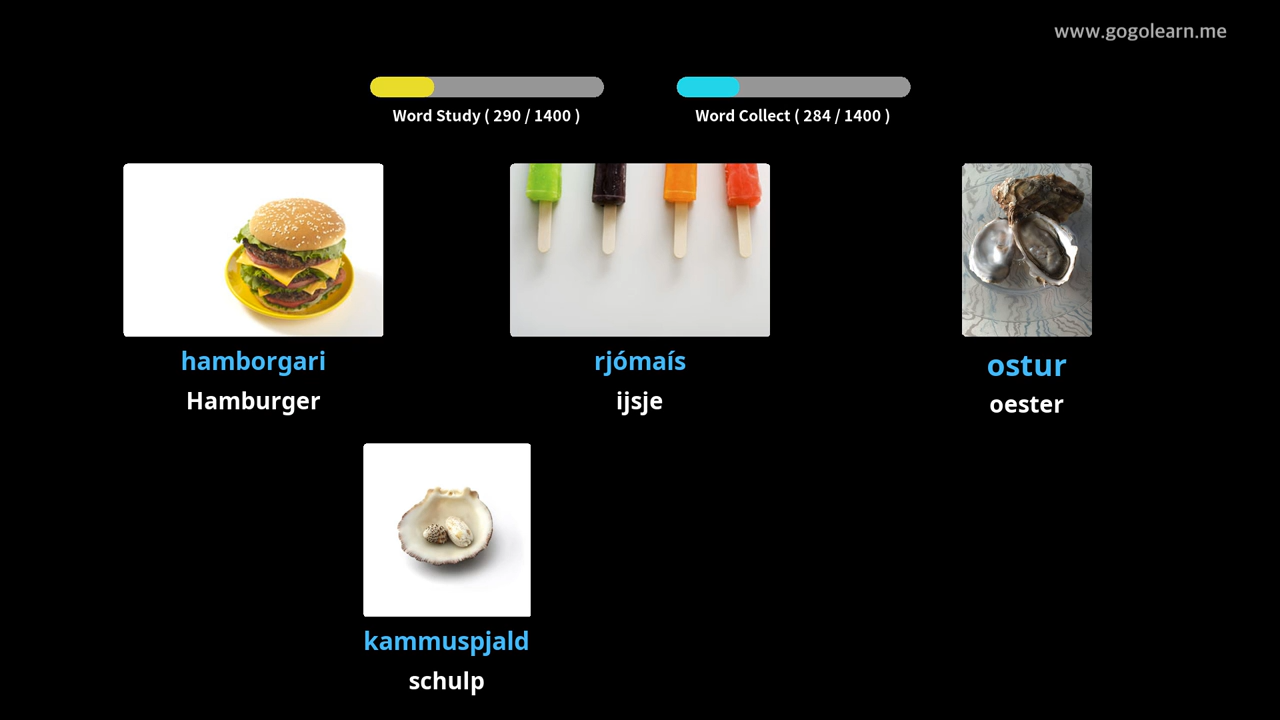 www.gogolearn.me
Word Study ( 290 / 1400 )
Word Collect ( 284 / 1400 )
hamborgari
Hamburger
rjómaís
ijsje
ostur
oester
kammuspjald
schulp